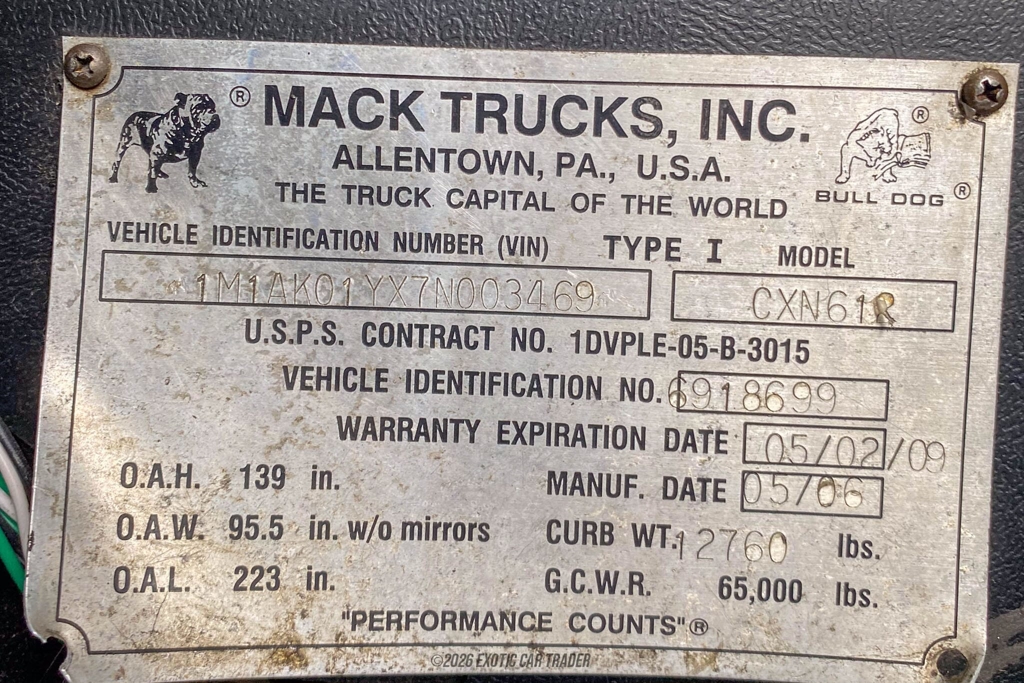 ® MACK TRUCKS, INC. ®
ALLENTOWN, PA., U.S.A.
THE TRUCK CAPITAL OF THE WORLD
BULL DOG ®
VEHICLE IDENTIFICATION NUMBER (VIN) TYPE I MODEL
1M1AK01YX7N003469 CXN61R
U.S.P.S. CONTRACT NO. 1DVPLE-05-B-3015
VEHICLE IDENTIFICATION NO. 6918699
WARRANTY EXPIRATION DATE 05/02/09
O.A.H. 139 in. MANUF. DATE 05/06
O.A.W. 95.5 in. w/o mirrors CURB WT. 12760 lbs.
O.A.L. 223 in. G.C.W.R. 65,000 lbs.
"PERFORMANCE COUNTS"®
©2026 EXOTIC CAR TRADER